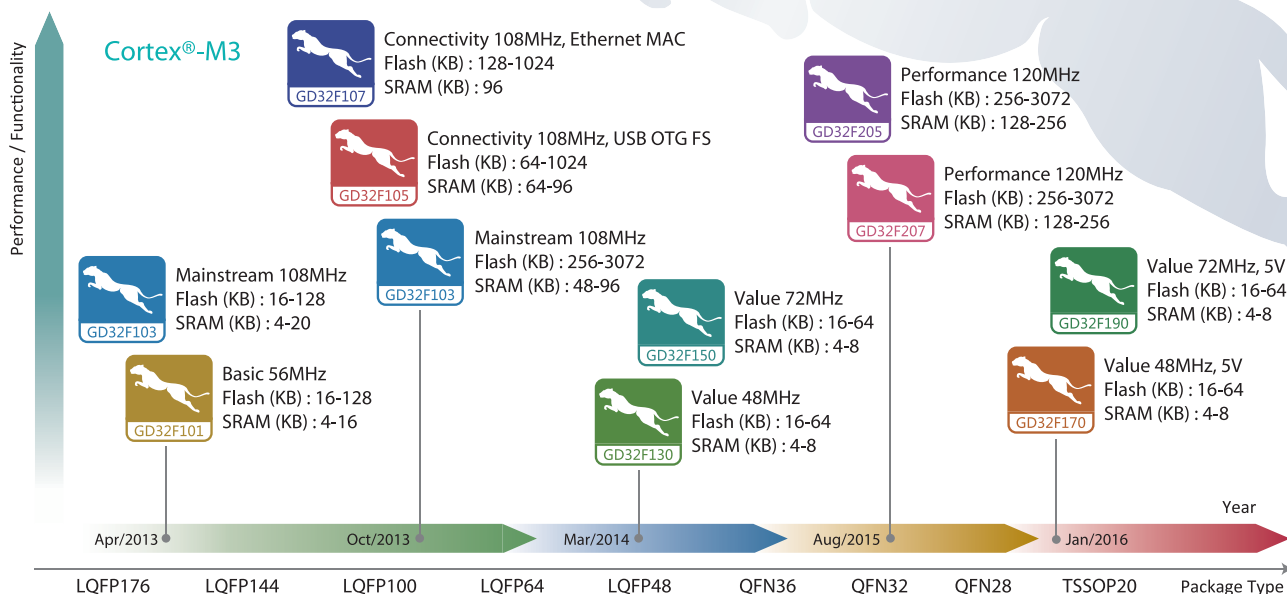 Performance / Functionality
Cortex®-M3
GD32F107
Connectivity 108MHz, Ethernet MAC
Flash (KB) : 128-1024
SRAM (KB) : 96
GD32F105
Connectivity 108MHz, USB OTG FS
Flash (KB) : 64-1024
SRAM (KB) : 64-96
GD32F103
Mainstream 108MHz
Flash (KB) : 256-3072
SRAM (KB) : 48-96
GD32F103
Mainstream 108MHz
Flash (KB) : 16-128
SRAM (KB) : 4-20
GD32F101
Basic 56MHz
Flash (KB) : 16-128
SRAM (KB) : 4-16
GD32F150
Value 72MHz
Flash (KB) : 16-64
SRAM (KB) : 4-8
GD32F130
Value 48MHz
Flash (KB) : 16-64
SRAM (KB) : 4-8
GD32F205
Performance 120MHz
Flash (KB) : 256-3072
SRAM (KB) : 128-256
GD32F207
Performance 120MHz
Flash (KB) : 256-3072
SRAM (KB) : 128-256
GD32F190
Value 72MHz, 5V
Flash (KB) : 16-64
SRAM (KB) : 4-8
GD32F170
Value 48MHz, 5V
Flash (KB) : 16-64
SRAM (KB) : 4-8
Year
Apr/2013
Oct/2013
Mar/2014
Aug/2015
Jan/2016
LQFP176
LQFP144
LQFP100
LQFP64
LQFP48
QFN36
QFN32
QFN28
TSSOP20
Package Type